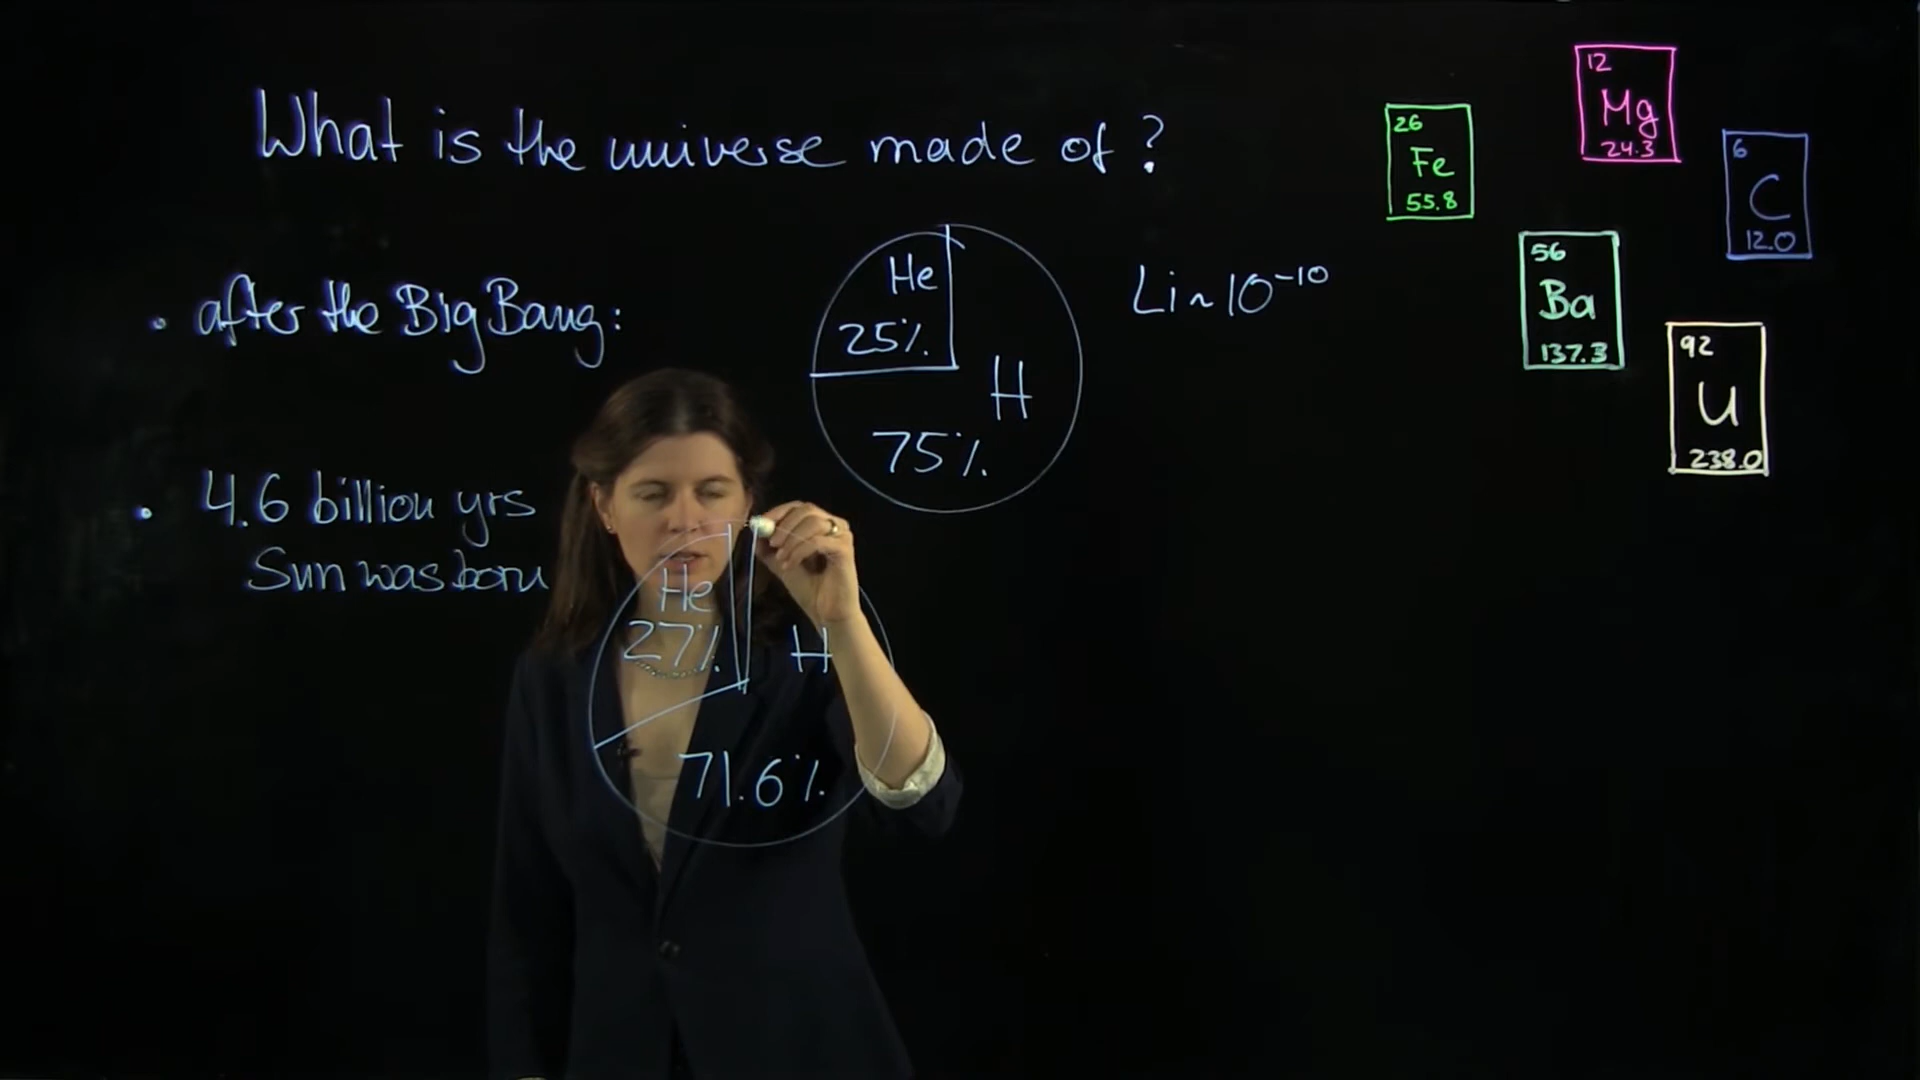 What is the universe made of?
• after the Big Bang:
He
25%
H
75%
Li ~ 10⁻¹⁰
• 4.6 billion yrs
Sun was born
He
27%
H
71.6%
26
Fe
55.8
12
Mg
24.3
6
C
12.0
56
Ba
137.3
92
U
238.0